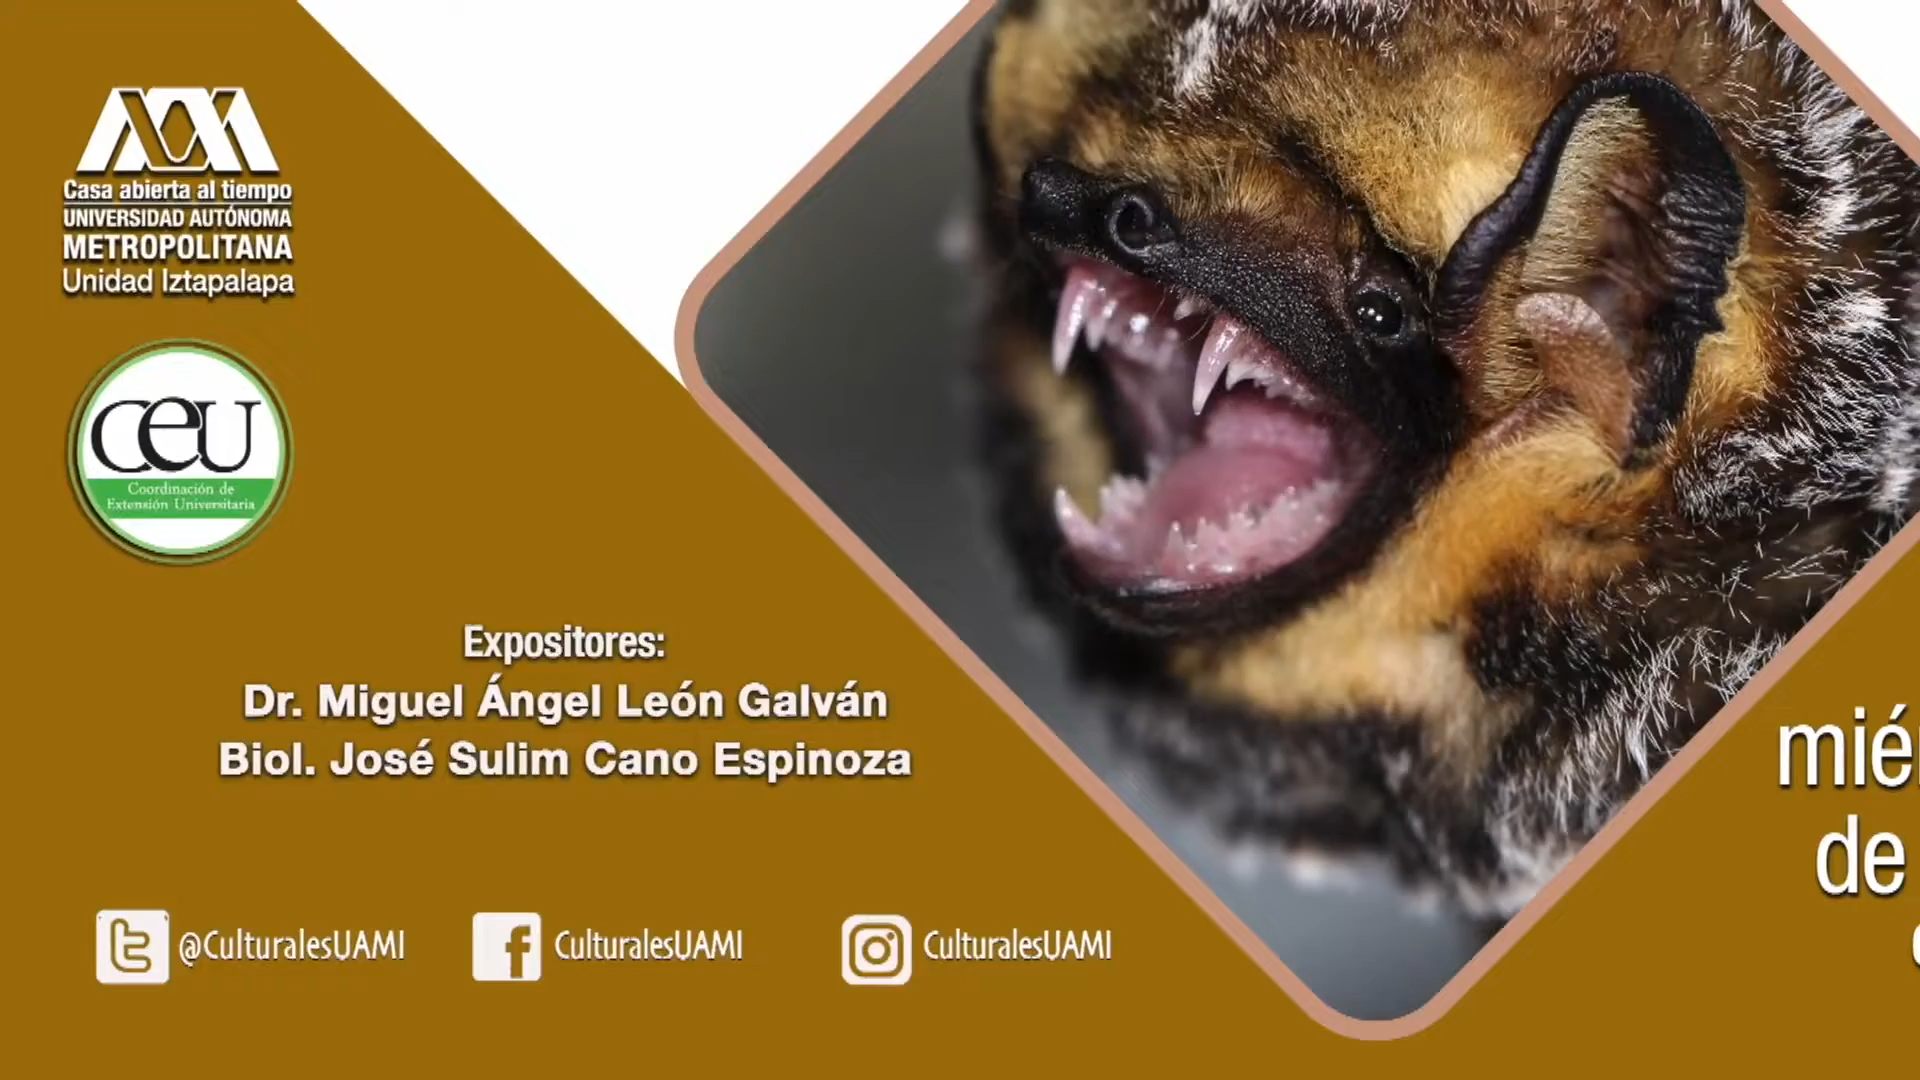 Casa abierta al tiempo
UNIVERSIDAD AUTÓNOMA
METROPOLITANA
Unidad Iztapalapa
CeU
Coordinación de
Extensión Universitaria
Expositores:
Dr. Miguel Ángel León Galván
Biol. José Sulim Cano Espinoza
@CulturalesUAMI
CulturalesUAMI
CulturalesUAMI
mié
de